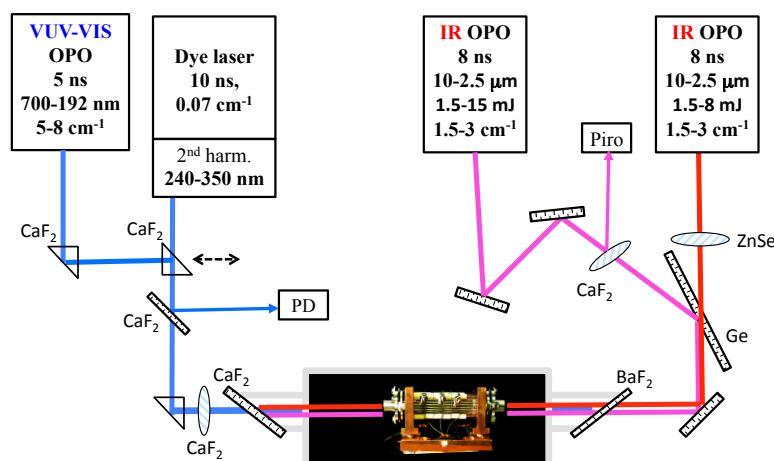 VUV-VIS
OPO
5 ns
700-192 nm
5-8 cm⁻¹
Dye laser
10 ns,
0.07 cm⁻¹
2nd harm.
240-350 nm
IR OPO
8 ns
10-2.5 µm
1.5-15 mJ
1.5-3 cm⁻¹
IR OPO
8 ns
10-2.5 µm
1.5-8 mJ
1.5-3 cm⁻¹
Piro
CaF₂
CaF₂
ZnSe
CaF₂
PD
CaF₂
Ge
CaF₂
BaF₂
CaF₂